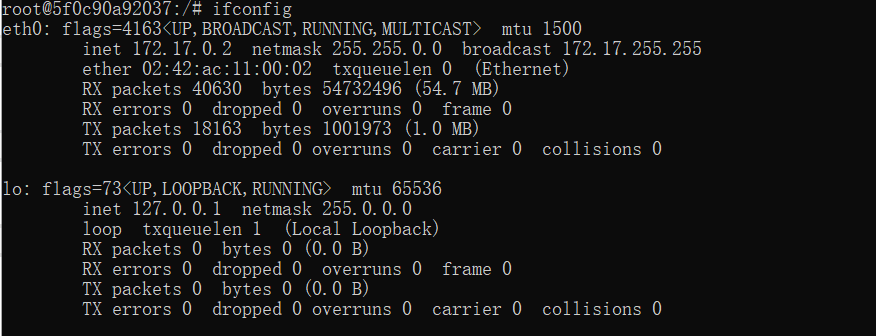 root@5f0c90a92037:/# ifconfig
eth0: flags=4163<UP,BROADCAST,RUNNING,MULTICAST>  mtu 1500
        inet 172.17.0.2  netmask 255.255.0.0  broadcast 172.17.255.255
        ether 02:42:ac:11:00:02  txqueuelen 0  (Ethernet)
        RX packets 40630  bytes 54732496 (54.7 MB)
        RX errors 0  dropped 0  overruns 0  frame 0
        TX packets 18163  bytes 1001973 (1.0 MB)
        TX errors 0  dropped 0 overruns 0  carrier 0  collisions 0

lo: flags=73<UP,LOOPBACK,RUNNING>  mtu 65536
        inet 127.0.0.1  netmask 255.0.0.0
        loop  txqueuelen 1  (Local Loopback)
        RX packets 0  bytes 0 (0.0 B)
        RX errors 0  dropped 0  overruns 0  frame 0
        TX packets 0  bytes 0 (0.0 B)
        TX errors 0  dropped 0 overruns 0  carrier 0  collisions 0